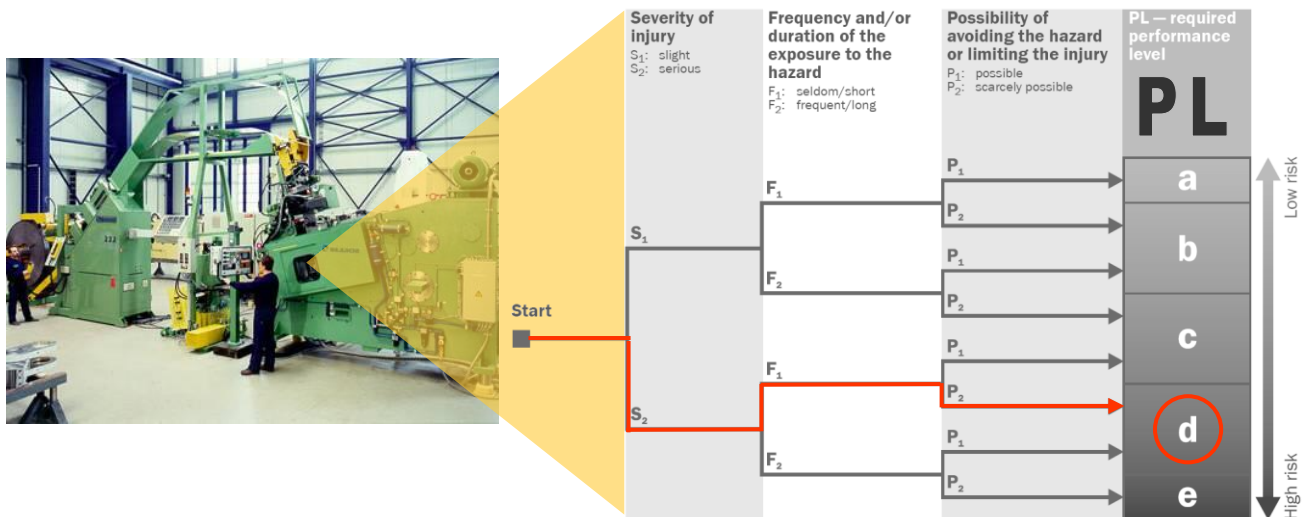 Severity of
injury
S₁: slight
S₂: serious
Frequency and/or
duration of the
exposure to the
hazard
F₁: seldom/short
F₂: frequent/long
Possibility of
avoiding the hazard
or limiting the injury
P₁: possible
P₂: scarcely possible
PL — required
performance
level
PL
Start
S₁
S₂
F₁
F₂
F₁
F₂
P₁
P₂
P₁
P₂
P₁
P₂
P₁
P₂
a
b
c
d
e
Low risk
High risk